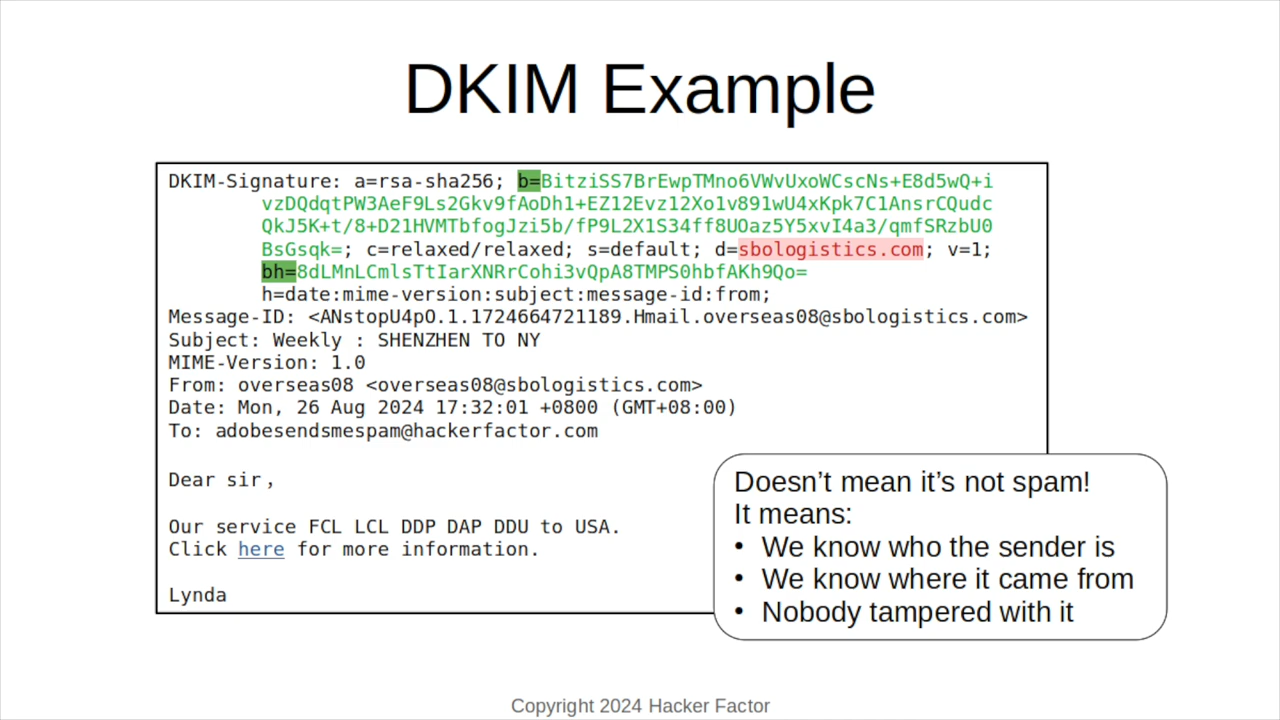 DKIM Example
DKIM-Signature: a=rsa-sha256; b=BitziSS7BrEwpTMno6VWvUxoWCscNs+E8d5wQ+i
vzDQdqtPW3AeF9Ls2Gkv9fAoDh1+EZ12Evz12Xo1v891wU4xKpk7C1AnsrCQudc
QkJ5K+t/8+D21HVMTbfogJzi5b/fP9L2X1S34ff8UOaz5Y5xvI4a3/qmfSRzbU0
BsGsqk=; c=relaxed/relaxed; s=default; d=sbologistics.com; v=1;
bh=8dLMnLCmlsTtIarXNRrCohi3vQpA8TMPS0hbfAKh9Qo=
h=date:mime-version:subject:message-id:from;
Message-ID: <ANstopU4pO.1.1724664721189.Hmail.overseas08@sbologistics.com>
Subject: Weekly : SHENZHEN TO NY
MIME-Version: 1.0
From: overseas08 <overseas08@sbologistics.com>
Date: Mon, 26 Aug 2024 17:32:01 +0800 (GMT+08:00)
To: adobesendsmespam@hackerfactor.com
Dear sir，
Our service FCL LCL DDP DAP DDU to USA.
Click here for more information.
Lynda
Doesn’t mean it’s not spam!
It means:
• We know who the sender is
• We know where it came from
• Nobody tampered with it
Copyright 2024 Hacker Factor